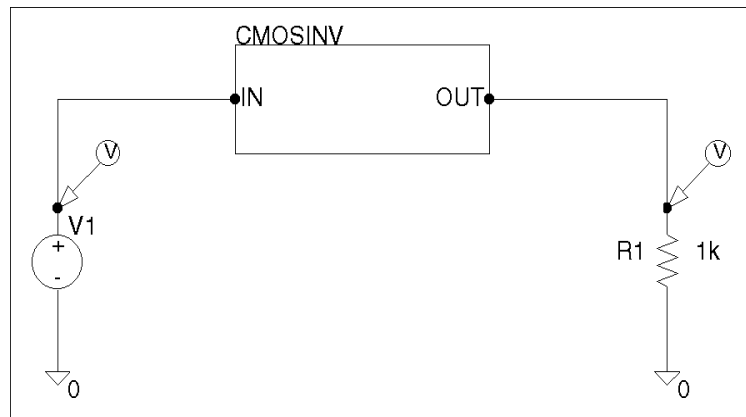 CMOSINV
IN
OUT
V
V
V1
+
-
R1
1k
0
0